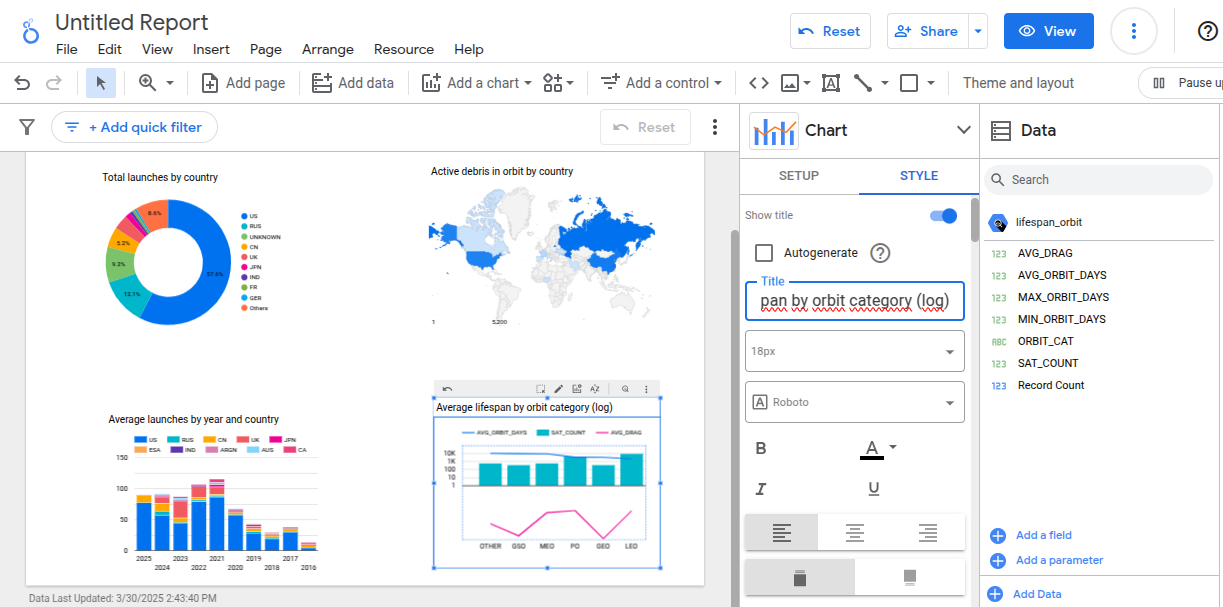 Untitled Report
File Edit View Insert Page Arrange Resource Help
Reset
Share
View
Add page
Add data
Add a chart
Add a control
Theme and layout
Pause up
+ Add quick filter
Reset
Total launches by country
8.6%
5.2%
9.3%
13.1%
57.6%
US
RUS
UNKNOWN
CN
UK
JPN
IND
FR
GER
Others
Active debris in orbit by country
1 5,200
Average launches by year and country
US RUS CN UK JPN
ESA IND ARGN AUS CA
150
100
50
0
2025 2023 2021 2019 2017
2024 2022 2020 2018 2016
Average lifespan by orbit category (log)
AVG_ORBIT_DAYS SAT_COUNT AVG_DRAG
10K
1K
100
10
1
OTHER GSO MEO PO GEO LEO
Data Last Updated: 3/30/2025 2:43:40 PM
Chart
SETUP STYLE
Show title
Autogenerate
Title
pan by orbit category (log)
18px
Roboto
B A
I U
Data
Search
lifespan_orbit
123 AVG_DRAG
123 AVG_ORBIT_DAYS
123 MAX_ORBIT_DAYS
123 MIN_ORBIT_DAYS
ABC ORBIT_CAT
123 SAT_COUNT
123 Record Count
Add a field
Add a parameter
Add Data